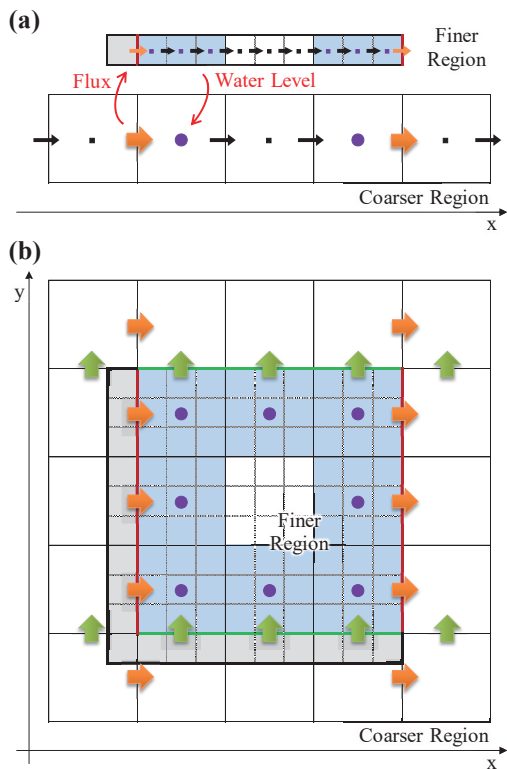 (a)
Finer
Region
Flux
Water Level
Coarser Region
x
(b)
y
Finer
Region
Coarser Region
x